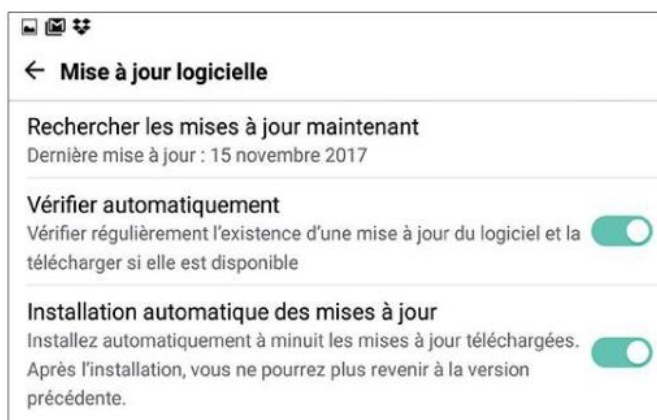 Mise à jour logicielle
Rechercher les mises à jour maintenant
Dernière mise à jour : 15 novembre 2017
Vérifier automatiquement
Vérifier régulièrement l'existence d'une mise à jour du logiciel et la
télécharger si elle est disponible
Installation automatique des mises à jour
Installez automatiquement à minuit les mises à jour téléchargées.
Après l'installation, vous ne pourrez plus revenir à la version
précédente.